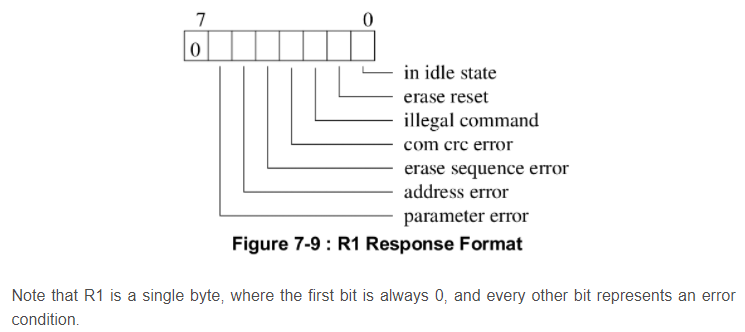 7 0
0
in idle state
erase reset
illegal command
com crc error
erase sequence error
address error
parameter error
Figure 7-9 : R1 Response Format
Note that R1 is a single byte, where the first bit is always 0, and every other bit represents an error
condition.